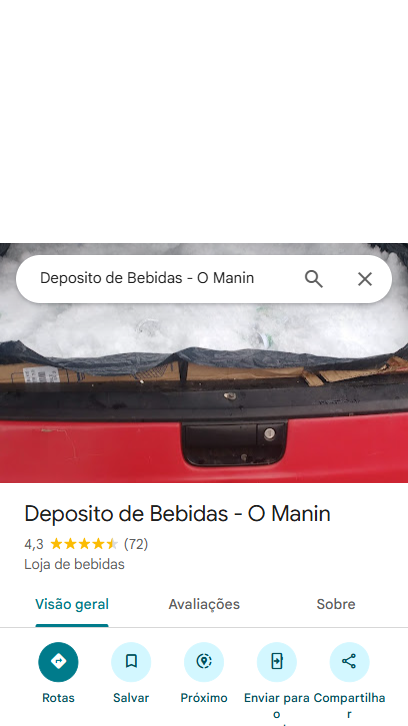 Deposito de Bebidas - O Manin
Deposito de Bebidas - O Manin
4,3 (72)
Loja de bebidas
Visão geral Avaliações Sobre
Rotas Salvar Próximo Enviar para o Compartilhar